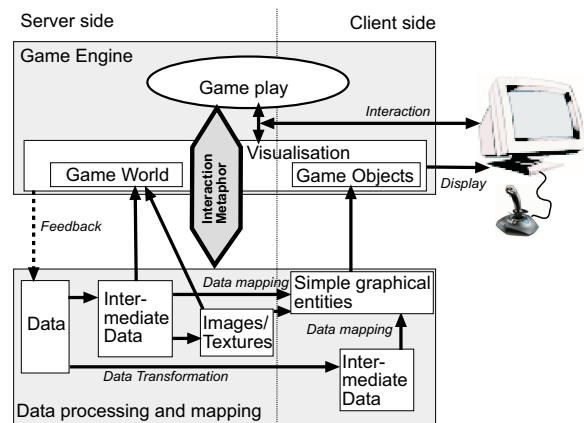 Server side
Client side
Game Engine
Game play
Interaction
Visualisation
Game World
Game Objects
Interaction
Metaphor
Display
Feedback
Data mapping
Simple graphical
entities
Data
Inter-
mediate
Data
Images/
Textures
Data mapping
Inter-
mediate
Data
Data Transformation
Data processing and mapping